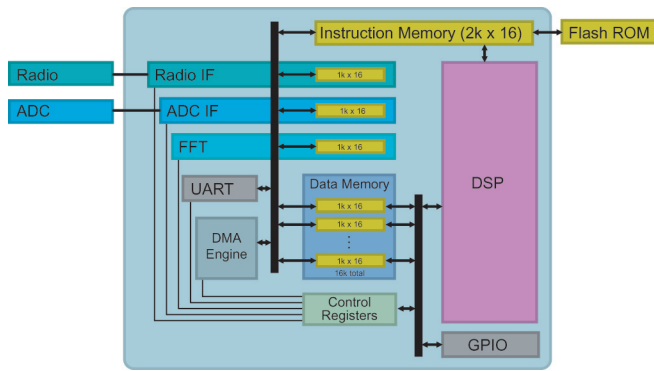 Instruction Memory (2k x 16)
Flash ROM
Radio
Radio IF
1k x 16
ADC
ADC IF
1k x 16
FFT
1k x 16
UART
Data Memory
DSP
1k x 16
1k x 16
DMA
Engine
1k x 16
16k total
Control
Registers
GPIO